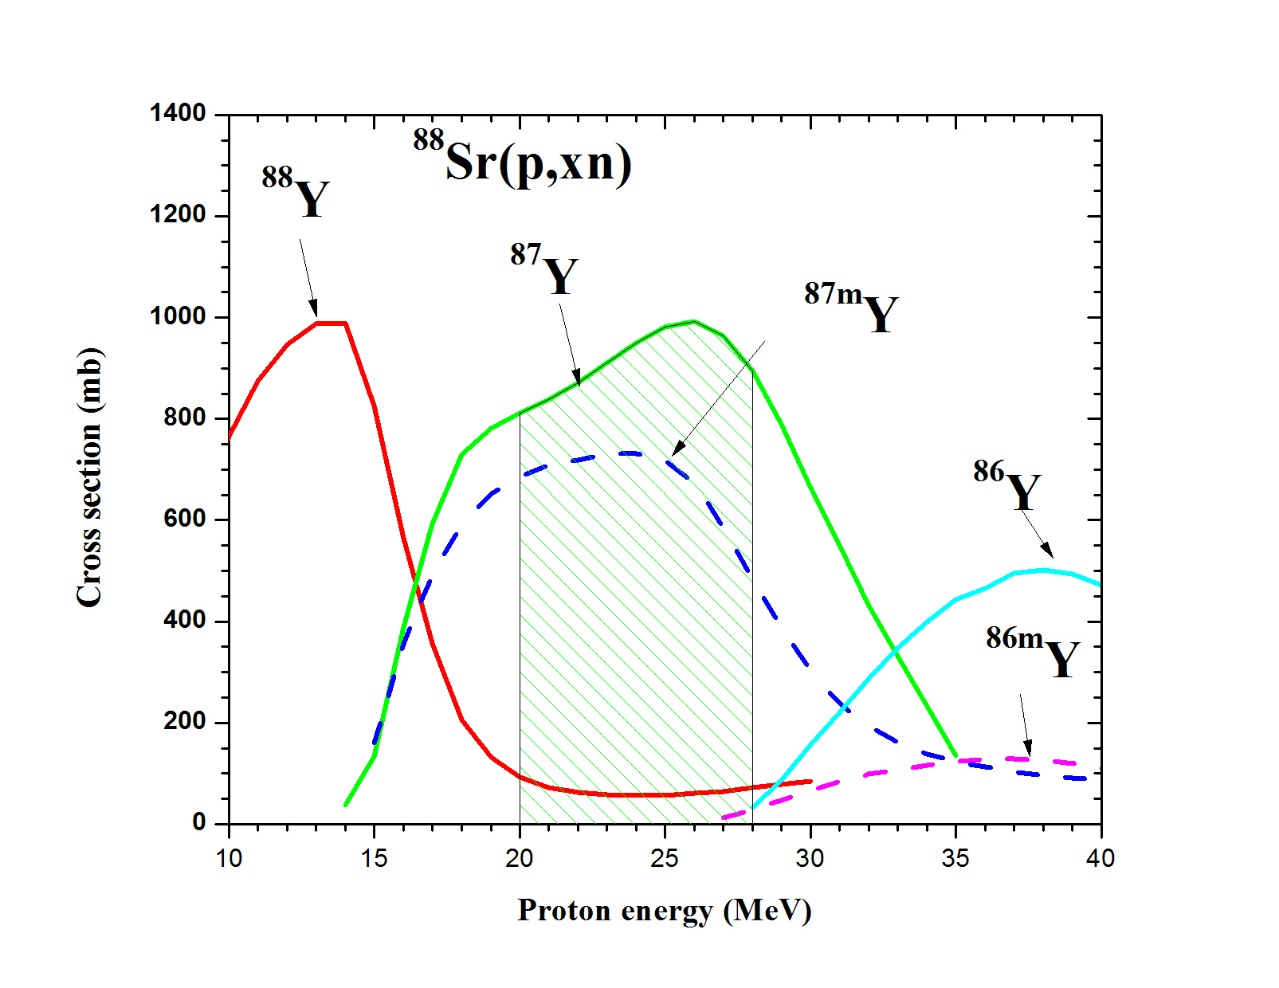 1400
1200
1000
800
600
400
200
0
Cross section (mb)
⁸⁸Sr(p,xn)
⁸⁸Y
⁸⁷Y
⁸⁷ᵐY
⁸⁶Y
⁸⁶ᵐY
10 15 20 25 30 35 40
Proton energy (MeV)